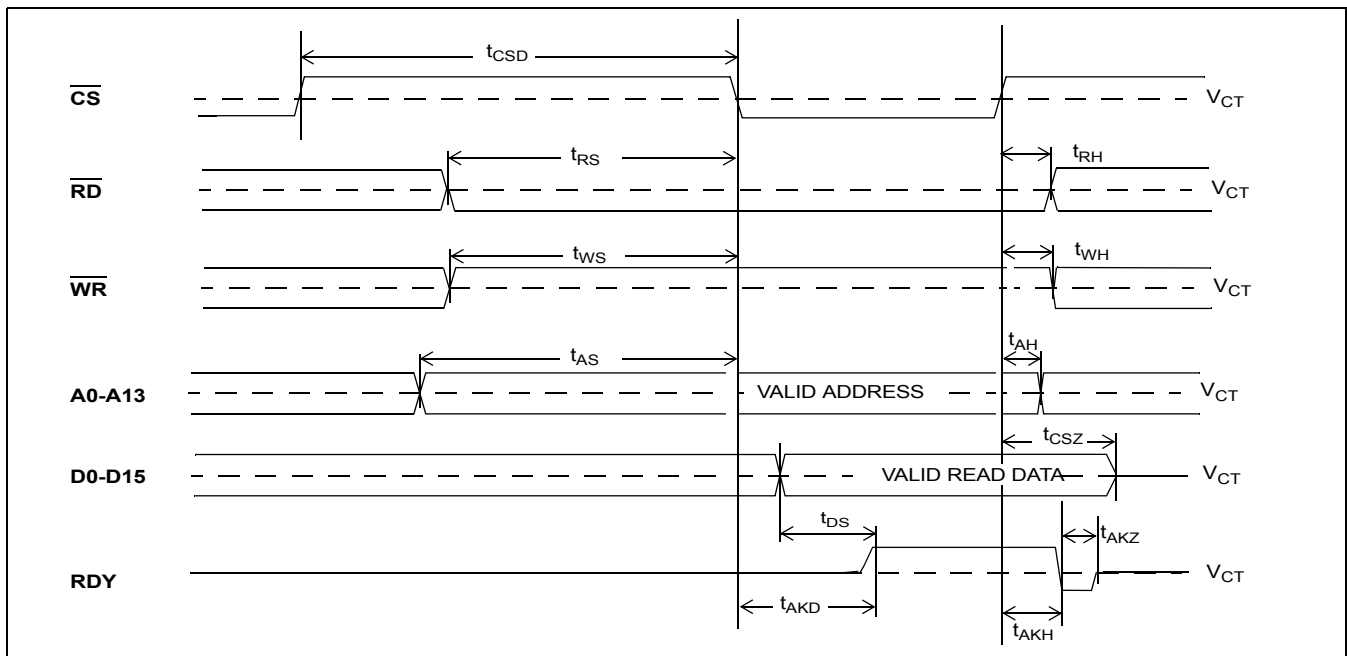 tCSD
CS
VCT
tRS
tRH
RD
VCT
tWS
tWH
WR
VCT
tAS
tAH
A0-A13
VALID ADDRESS
VCT
tCSZ
D0-D15
VALID READ DATA
VCT
tDS
tAKZ
RDY
VCT
tAKD
tAKH